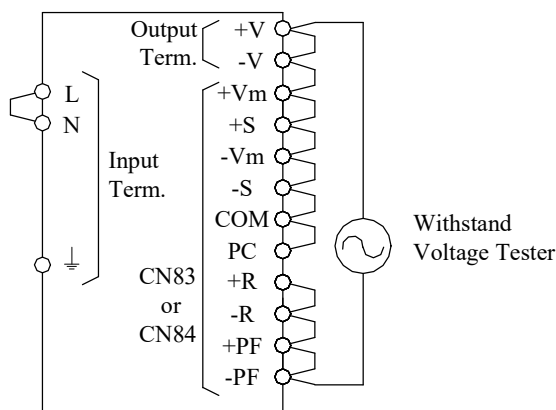 Output
Term.
+V
-V
L
N
Input
Term.
+Vm
+S
-Vm
-S
COM
PC
+R
-R
+PF
-PF
CN83
or
CN84
Withstand
Voltage Tester